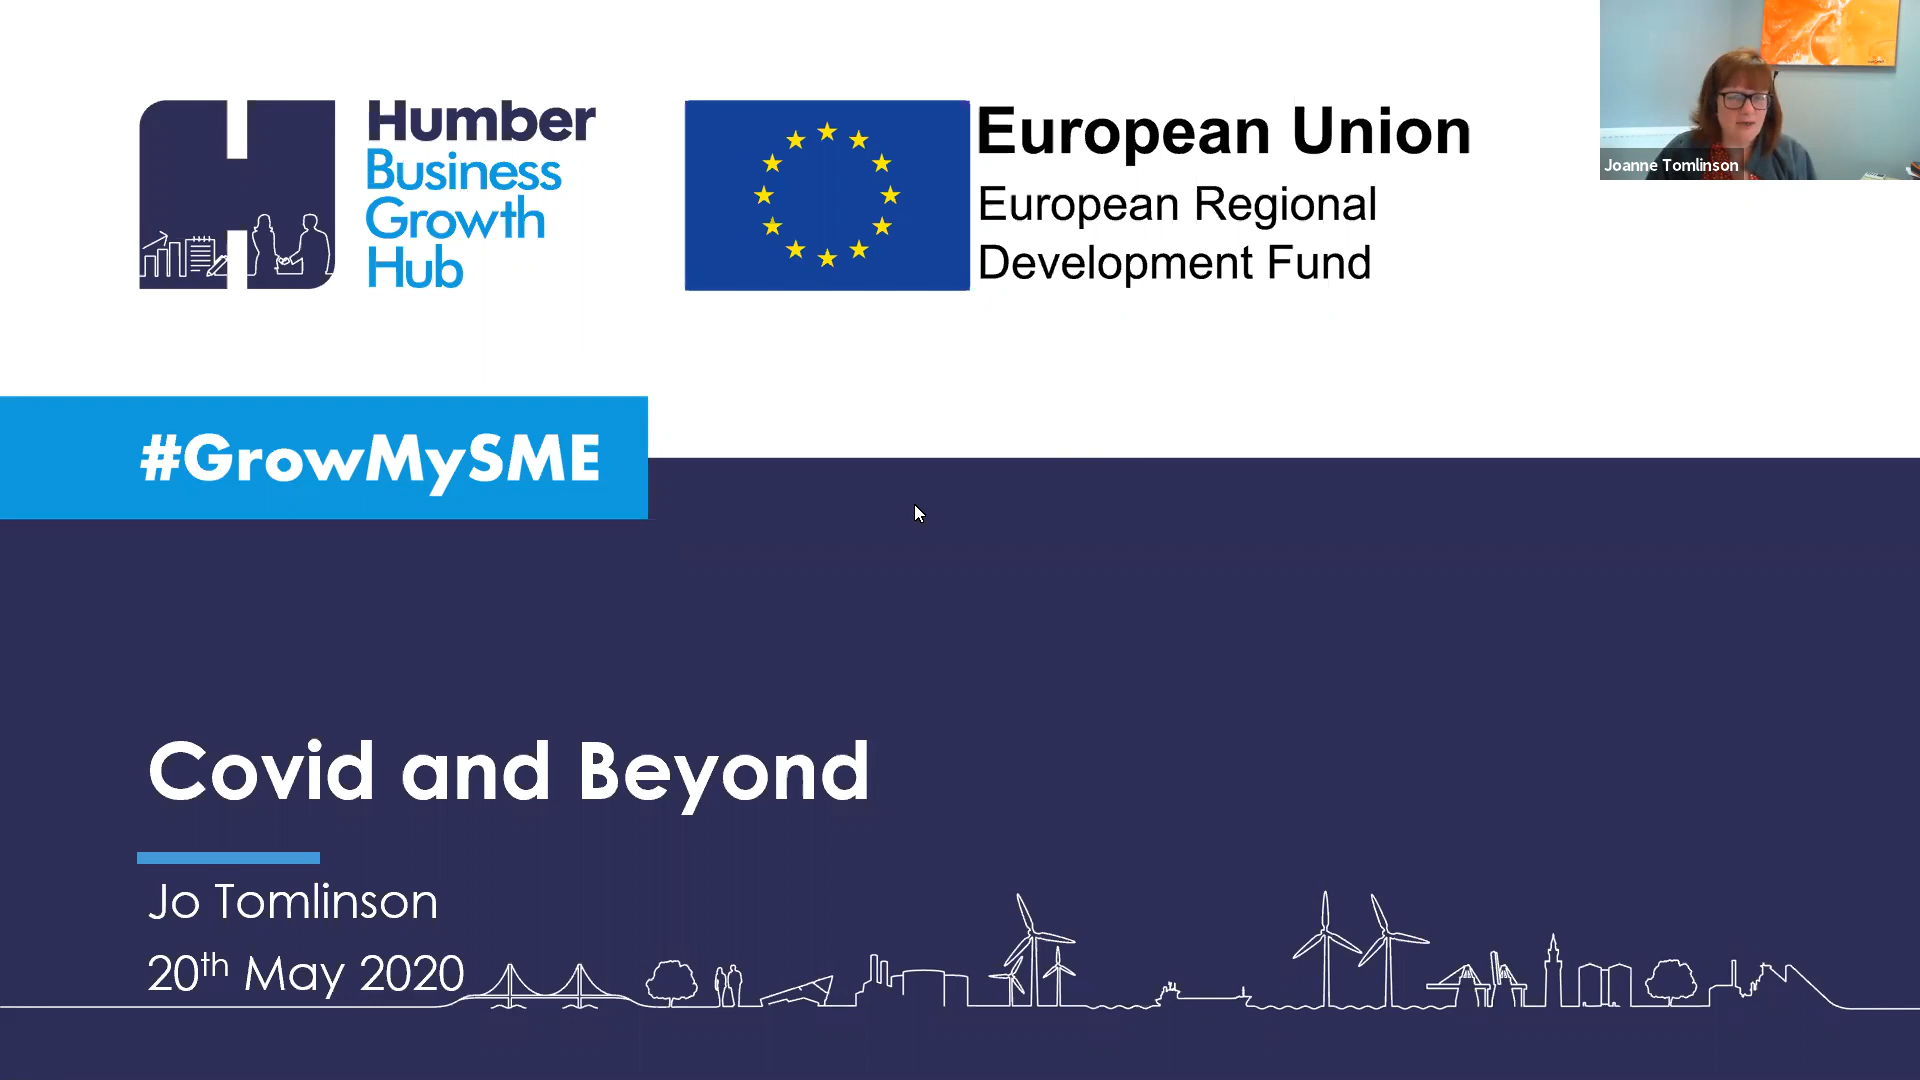 Humber
Business
Growth
Hub
European Union
European Regional
Development Fund
Joanne Tomlinson
#GrowMySME
Covid and Beyond
Jo Tomlinson
20th May 2020